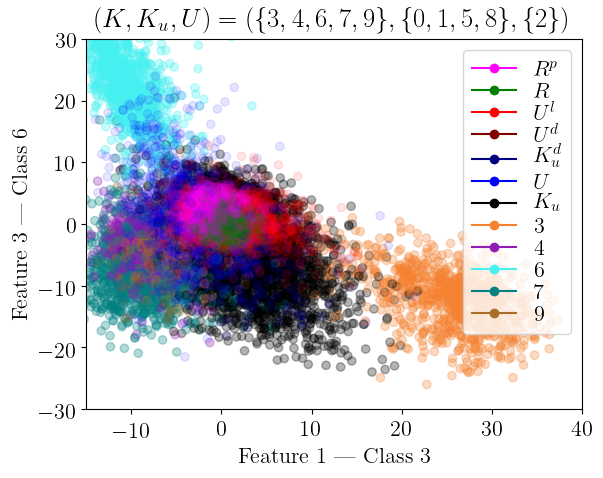 (K, K_u, U) = ({3, 4, 6, 7, 9}, {0, 1, 5, 8}, {2})
30
20
10
0
−10
−20
−30
Feature 3 — Class 6
R^p
R
U^l
U^d
K_u^d
U
K_u
3
4
6
7
9
−10
0
10
20
30
40
Feature 1 — Class 3